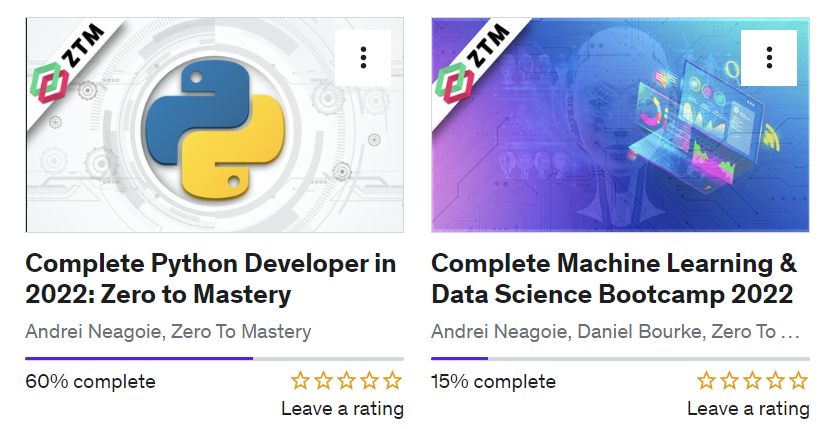 ZTM
ZTM
Complete Python Developer in
2022: Zero to Mastery
Andrei Neagoie, Zero To Mastery
60% complete
Leave a rating
Complete Machine Learning &
Data Science Bootcamp 2022
Andrei Neagoie, Daniel Bourke, Zero To ...
15% complete
Leave a rating